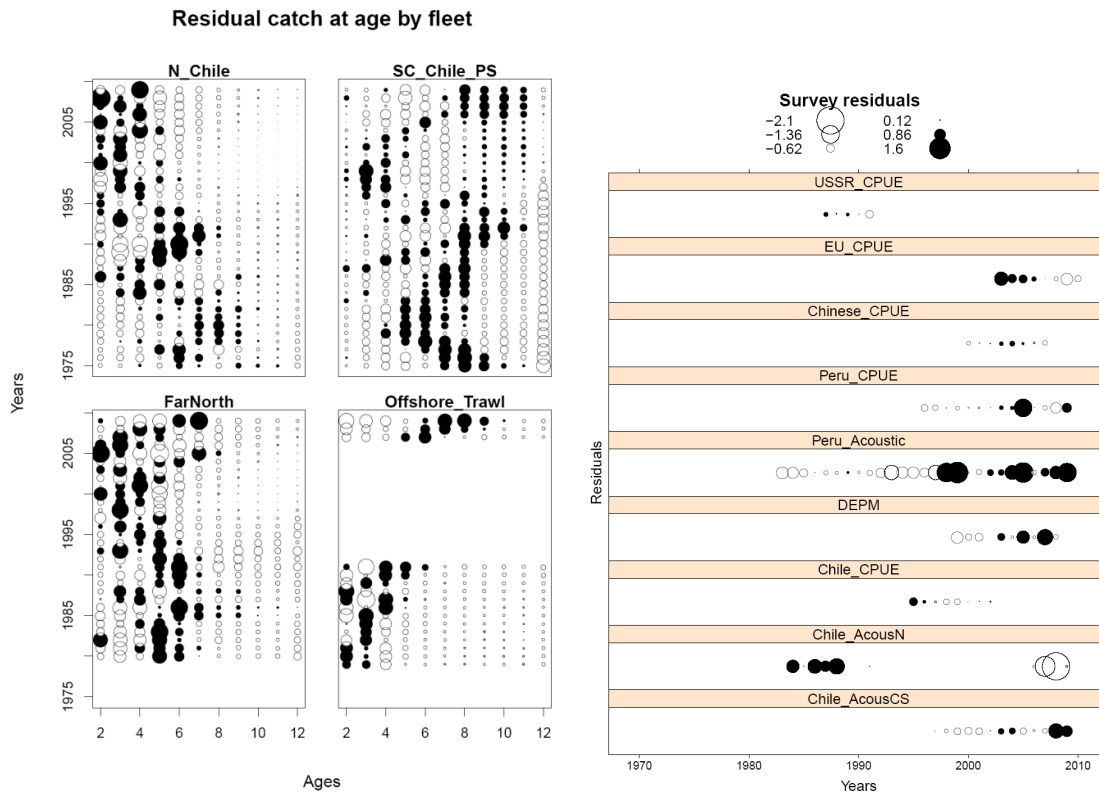 Residual catch at age by fleet
N_Chile
SC_Chile_PS
2005
1995
1985
1975
FarNorth
Offshore_Trawl
2005
1995
1985
1975
Years
2 4 6 8 10 12
2 4 6 8 10 12
Ages
Survey residuals
−2.1 0.12
−1.36 0.86
−0.62 1.6
USSR_CPUE
EU_CPUE
Chinese_CPUE
Peru_CPUE
Peru_Acoustic
DEPM
Chile_CPUE
Chile_AcousN
Chile_AcousCS
Residuals
1970 1980 1990 2000 2010
Years